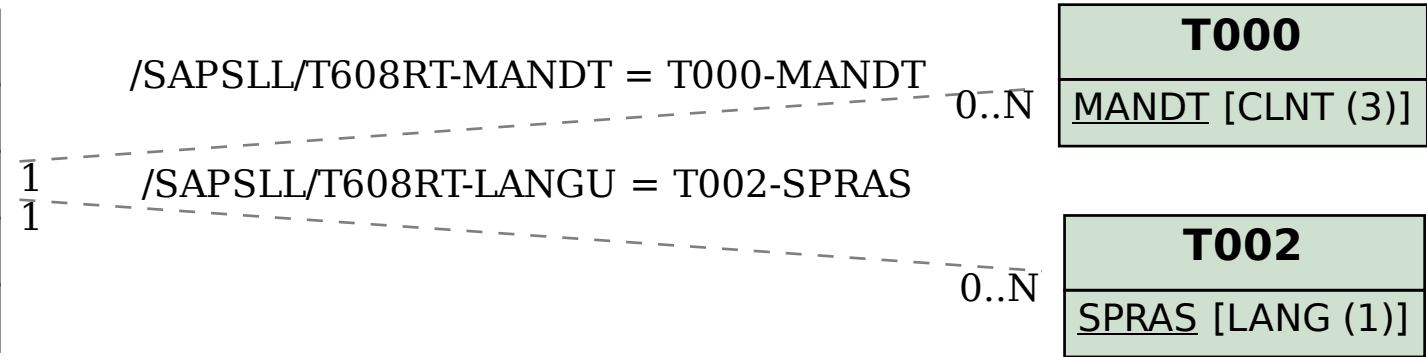 T000
/SAPSLL/T608RT-MANDT = T000-MANDT
0..N
MANDT [CLNT (3)]
1
/SAPSLL/T608RT-LANGU = T002-SPRAS
1
T002
0..N
SPRAS [LANG (1)]